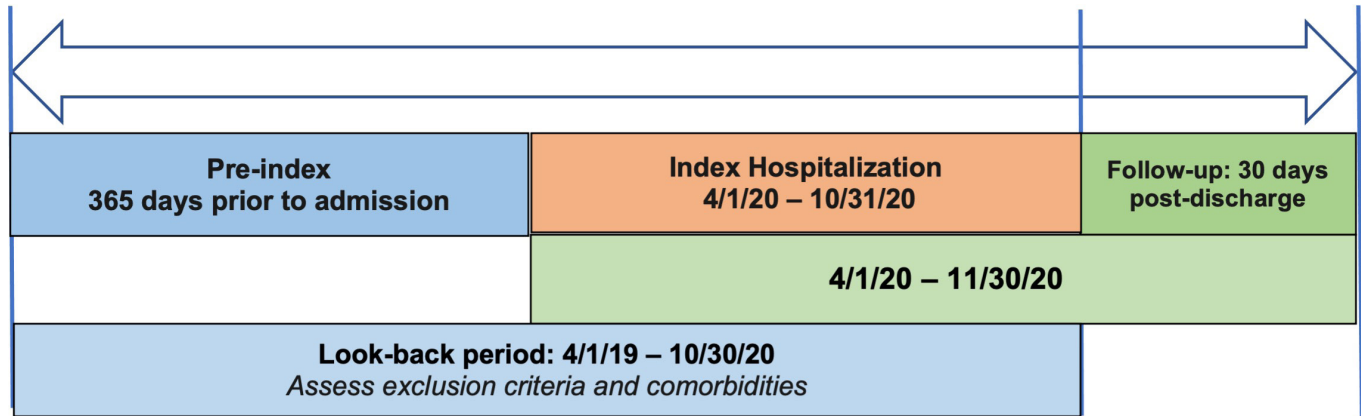 Pre-index
365 days prior to admission
Index Hospitalization
4/1/20 – 10/31/20
Follow-up: 30 days
post-discharge
4/1/20 – 11/30/20
Look-back period: 4/1/19 – 10/30/20
Assess exclusion criteria and comorbidities